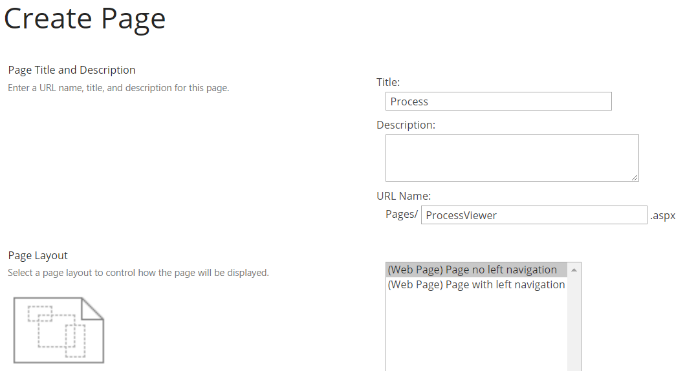 Create Page
Page Title and Description
Enter a URL name, title, and description for this page.
Title:
Process
Description:
URL Name:
Pages/ ProcessViewer .aspx
Page Layout
Select a page layout to control how the page will be displayed.
(Web Page) Page no left navigation
(Web Page) Page with left navigation